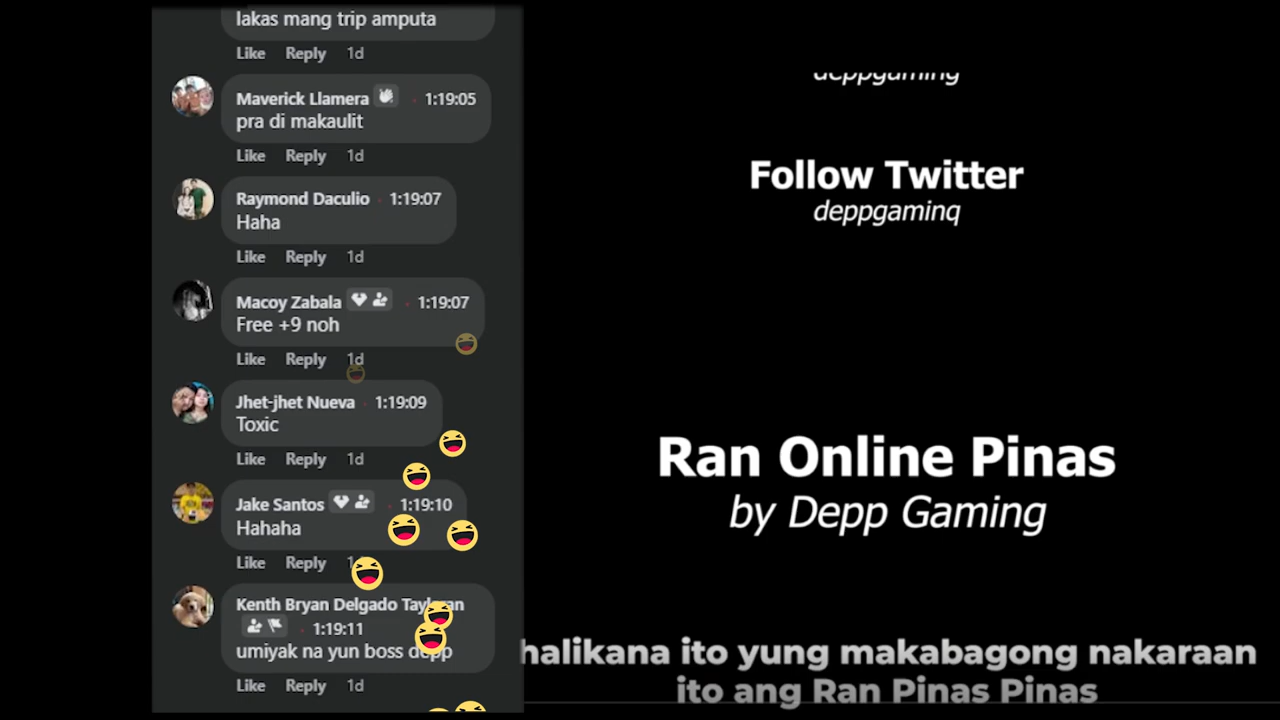 lakas mang trip amputa
Like Reply 1d
Maverick Llamera 1:19:05
pra di makaulit
Like Reply 1d
Raymond Daculio 1:19:07
Haha
Like Reply 1d
Macoy Zabala 1:19:07
Free +9 noh
Like Reply 1d
Jhet-jhet Nueva 1:19:09
Toxic
Like Reply 1d
Jake Santos 1:19:10
Hahaha
Like Reply
Kenth Bryan Delgado
1:19:11
umiyak na yun boss depp
Like Reply 1d
deppgaming
Follow Twitter
deppgaming
Ran Online Pinas
by Depp Gaming
halikana ito yung makabagong nakaraan
ito ang Ran Pinas Pinas